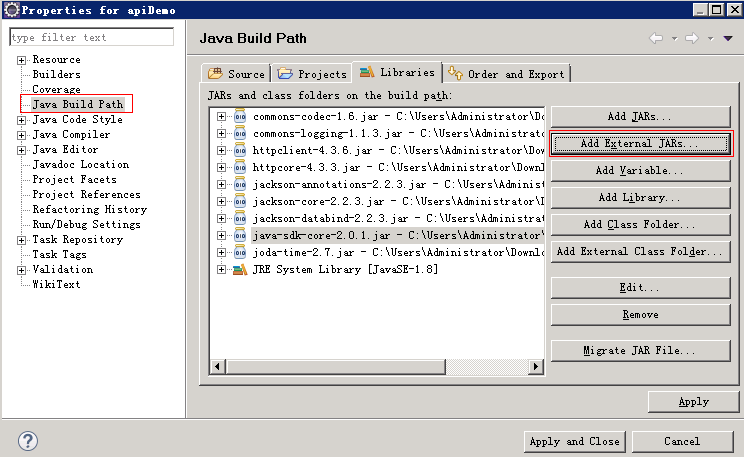 Properties for apiDemo
type filter text
Java Build Path
Resource
Builders
Coverage
Java Build Path
Java Code Style
Java Compiler
Java Editor
Javadoc Location
Project Facets
Project References
Refactoring History
Run/Debug Settings
Task Repository
Task Tags
Validation
WikiText
Source
Projects
Libraries
Order and Export
JARs and class folders on the build path:
commons-codec-1.6.jar - C:\Users\Administrator\Do
commons-logging-1.1.3.jar - C:\Users\Administrator
httpclient-4.3.6.jar - C:\Users\Administrator\Dow
httpcore-4.3.3.jar - C:\Users\Administrator\Downl
jackson-annotations-2.2.3.jar - C:\Users\Administ
jackson-core-2.2.3.jar - C:\Users\Administrator\D
jackson-databind-2.2.3.jar - C:\Users\Administrat
java-sdk-core-2.0.1.jar - C:\Users\Administrator\
joda-time-2.7.jar - C:\Users\Administrator\Downlo
JRE System Library [JavaSE-1.8]
Add JARs...
Add External JARs...
Add Variable...
Add Library...
Add Class Folder...
Add External Class Folder...
Edit...
Remove
Migrate JAR File...
Apply
Apply and Close
Cancel